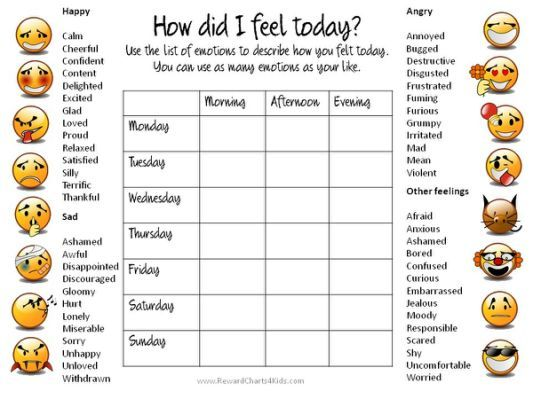 Happy
Calm
Cheerful
Confident
Content
Delighted
Excited
Glad
Loved
Proud
Relaxed
Satisfied
Silly
Terrific
Thankful
Sad
Ashamed
Awful
Disappointed
Discouraged
Gloomy
Hurt
Lonely
Miserable
Sorry
Unhappy
Unloved
Withdrawn
How did I feel today?
Use the list of emotions to describe how you felt today.
You can use as many emotions as your like.
Morning Afternoon Evening
Monday
Tuesday
Wednesday
Thursday
Friday
Saturday
Sunday
www.RewardCharts4Kids.com
Angry
Annoyed
Bugged
Destructive
Disgusted
Frustrated
Fuming
Furious
Grumpy
Irritated
Mad
Mean
Violent
Other feelings
Afraid
Anxious
Ashamed
Bored
Confused
Curious
Embarrassed
Jealous
Moody
Responsible
Scared
Shy
Uncomfortable
Worried